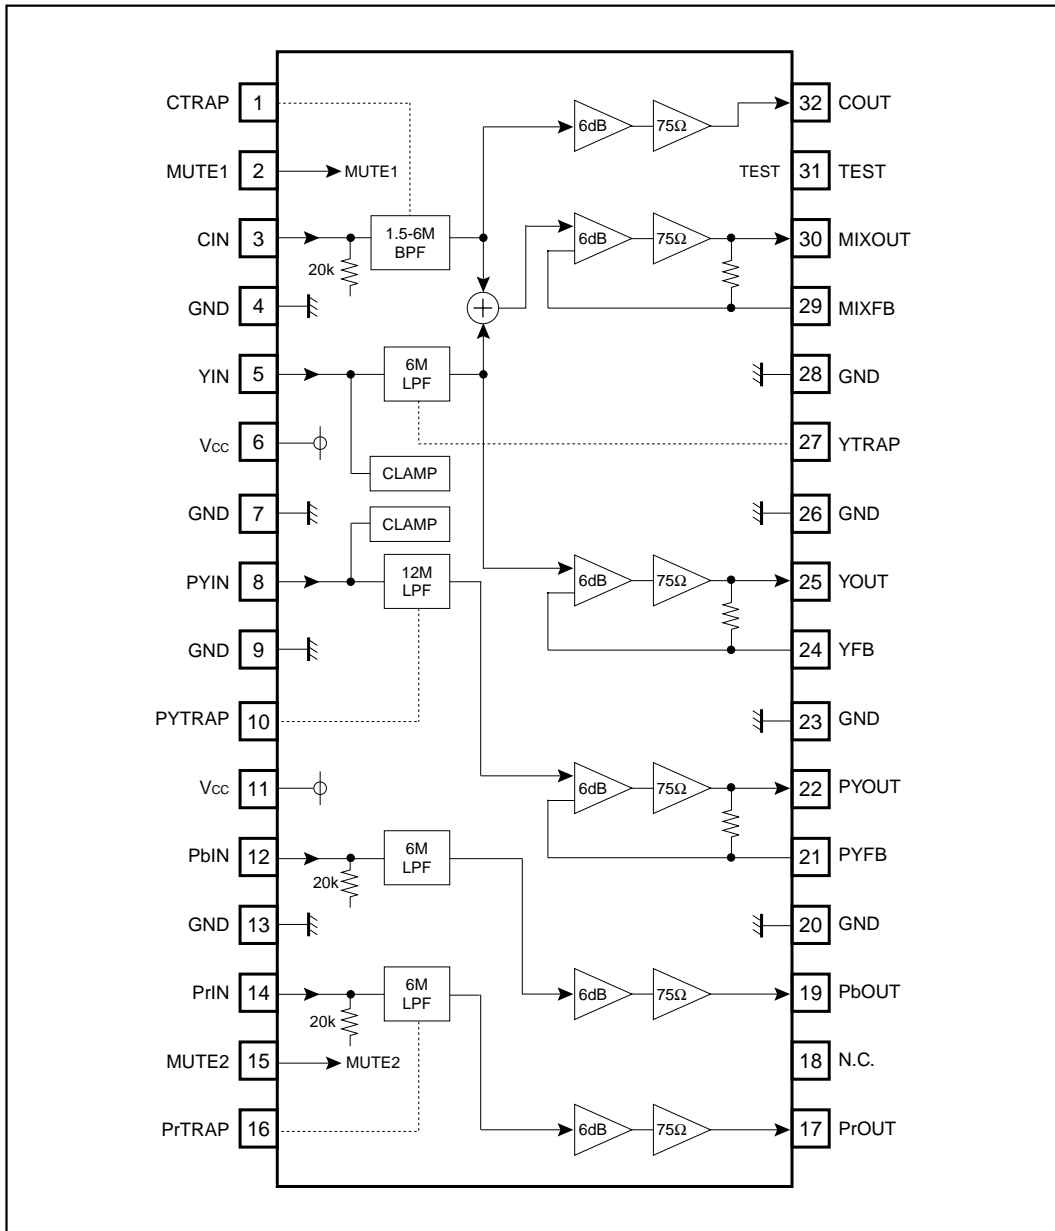 CTRAP 1
32 COUT
6dB 75Ω
MUTE1 2 MUTE1
TEST 31 TEST
CIN 3
1.5-6M
BPF
20k
6dB 75Ω
30 MIXOUT
GND 4
+
29 MIXFB
YIN 5
6M
LPF
28 GND
Vcc 6
27 YTRAP
CLAMP
GND 7
26 GND
CLAMP
PYIN 8
12M
LPF
6dB 75Ω
25 YOUT
GND 9
24 YFB
PYTRAP 10
23 GND
Vcc 11
6dB 75Ω
22 PYOUT
PbIN 12
6M
LPF
20k
21 PYFB
GND 13
20 GND
PrIN 14
6M
LPF
20k
6dB 75Ω
19 PbOUT
MUTE2 15 MUTE2
18 N.C.
PrTRAP 16
6dB 75Ω
17 PrOUT